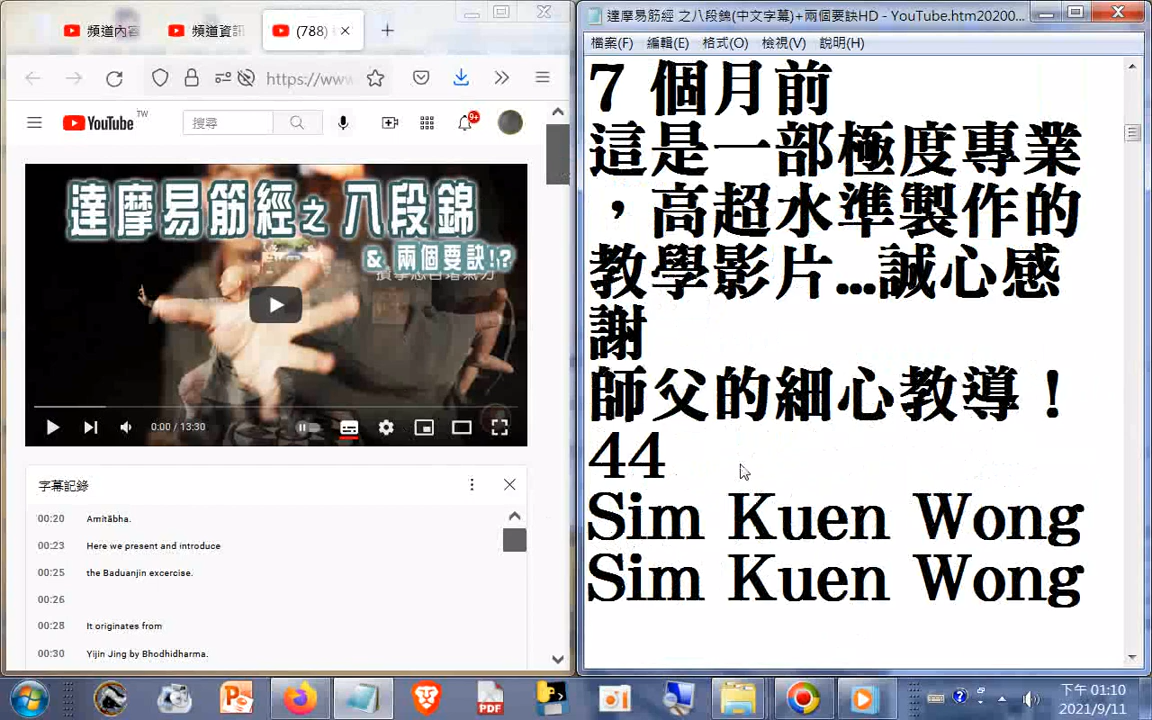 頻道內容
頻道資訊
(788)
https://www
YouTube
TW
搜尋
9+
達摩易筋經之八段錦
& 兩個要訣!?
0:00 / 13:30
字幕記錄
00:20 Amitābha.
00:23 Here we present and introduce
00:25 the Baduanjin excercise.
00:26
00:28 It originates from
00:30 Yijin Jing by Bhodhidharma.
達摩易筋經 之八段錦(中文字幕)+兩個要訣HD - YouTube.htm20200...
檔案(F) 編輯(E) 格式(O) 檢視(V) 說明(H)
7 個月前
這是一部極度專業
，高超水準製作的
教學影片...誠心感
謝
師父的細心教導！
44
Sim Kuen Wong
Sim Kuen Wong
PDF
下午 01:10
2021/9/11